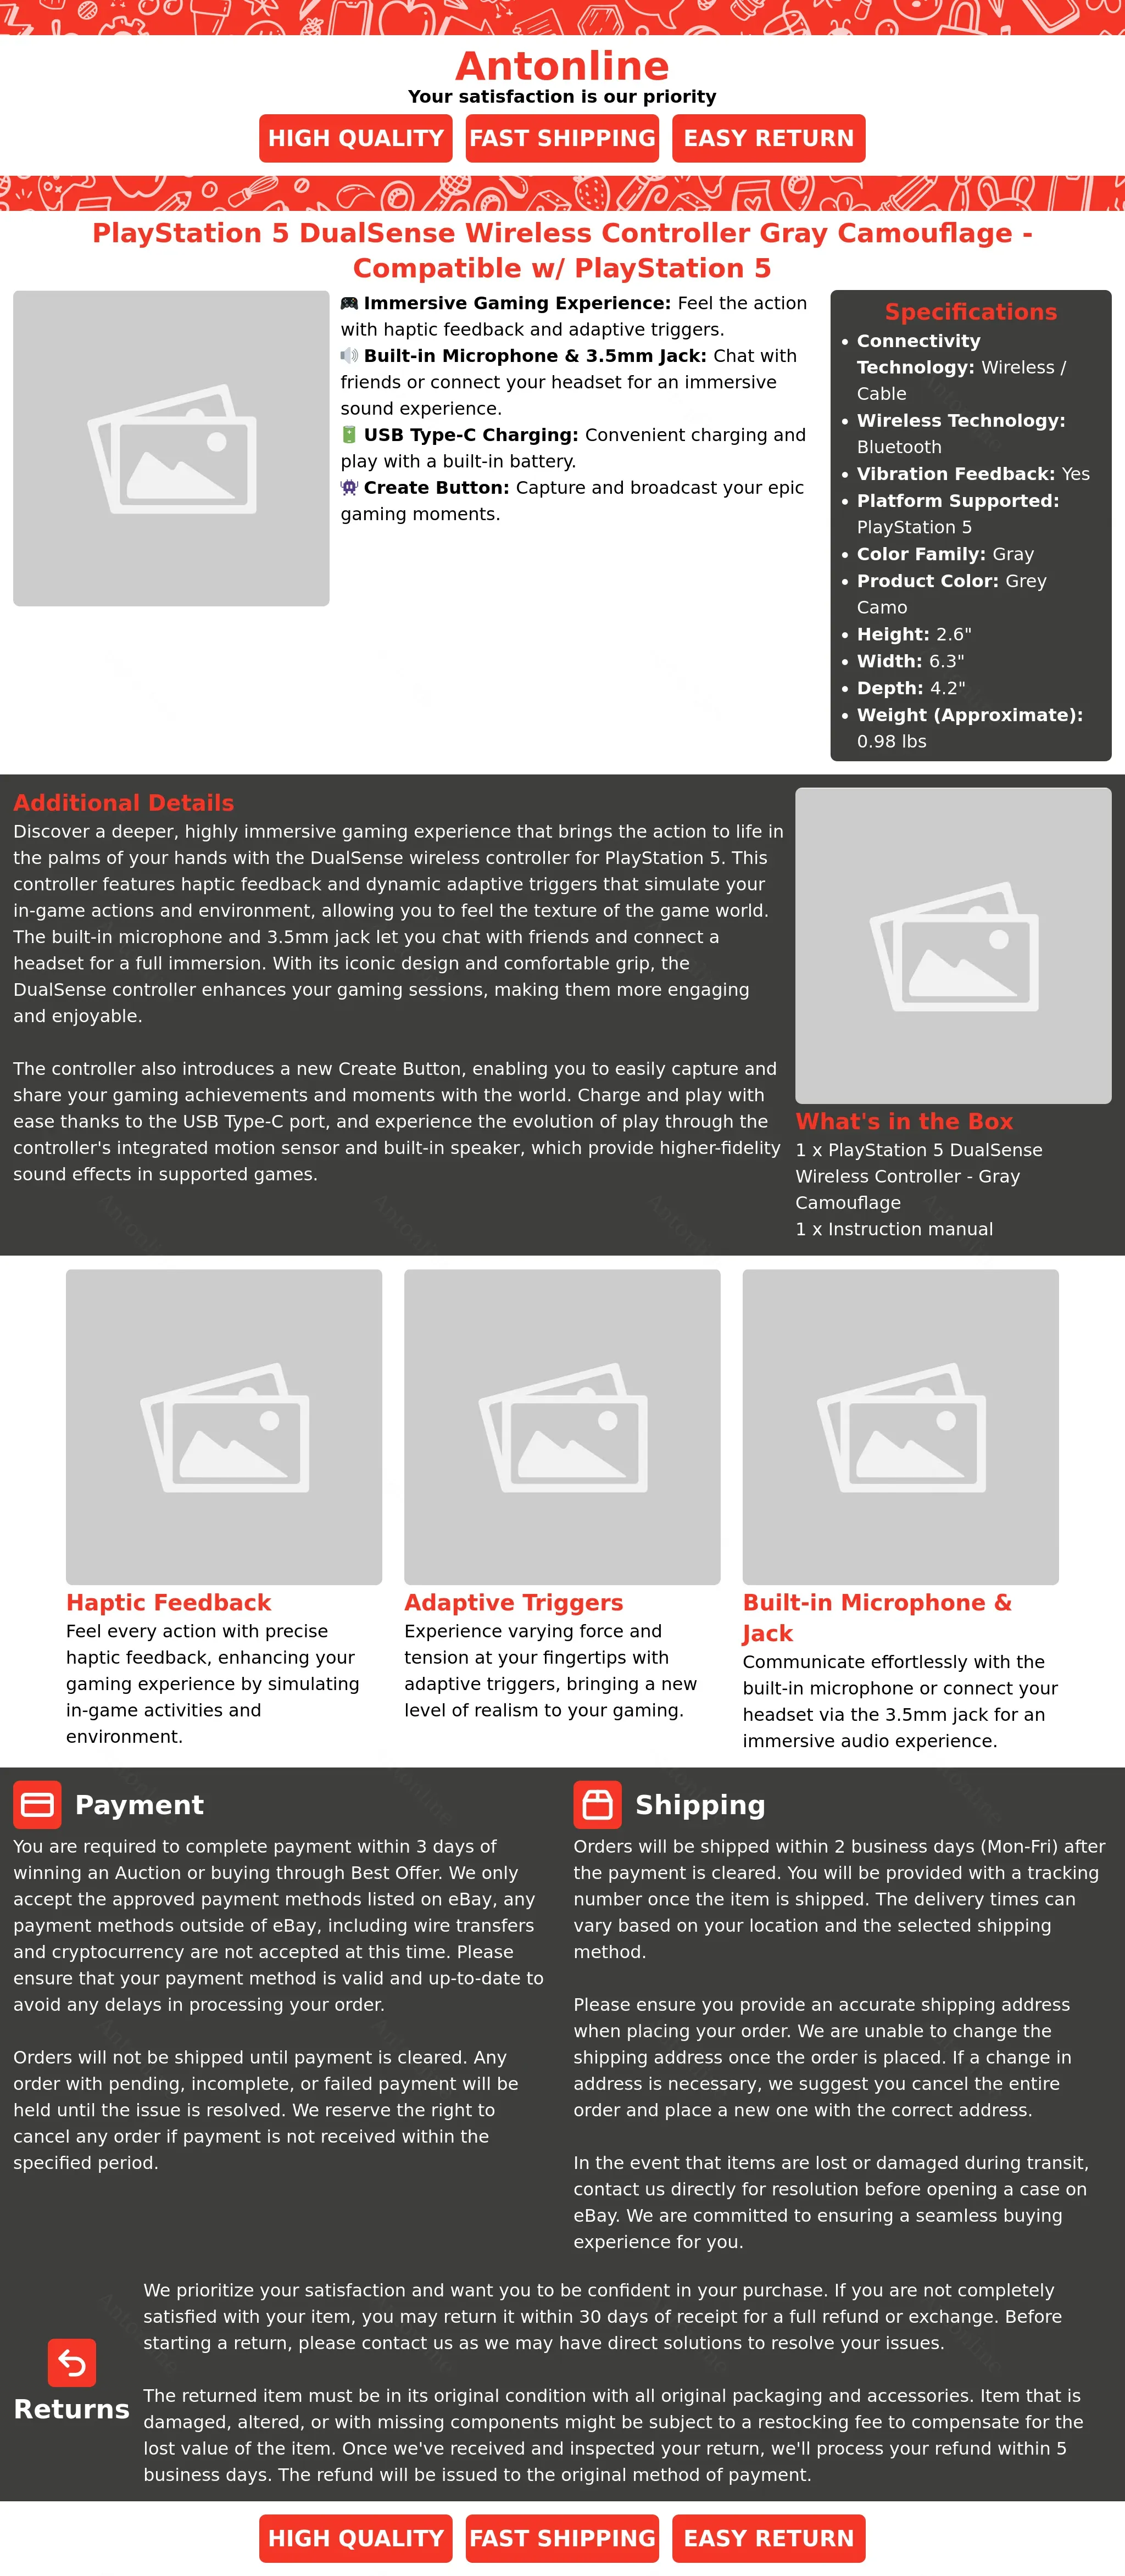 Antonline
Your satisfaction is our priority
HIGH QUALITY
FAST SHIPPING
EASY RETURN
PlayStation 5 DualSense Wireless Controller Gray Camouflage -
Compatible w/ PlayStation 5
🎮 Immersive Gaming Experience: Feel the action
with haptic feedback and adaptive triggers.
🔊 Built-in Microphone & 3.5mm Jack: Chat with
friends or connect your headset for an immersive
sound experience.
🔋 USB Type-C Charging: Convenient charging and
play with a built-in battery.
👾 Create Button: Capture and broadcast your epic
gaming moments.
Specifications
• Connectivity
Technology: Wireless /
Cable
• Wireless Technology:
Bluetooth
• Vibration Feedback: Yes
• Platform Supported:
PlayStation 5
• Color Family: Gray
• Product Color: Grey
Camo
• Height: 2.6"
• Width: 6.3"
• Depth: 4.2"
• Weight (Approximate):
0.98 lbs
Additional Details
Discover a deeper, highly immersive gaming experience that brings the action to life in
the palms of your hands with the DualSense wireless controller for PlayStation 5. This
controller features haptic feedback and dynamic adaptive triggers that simulate your
in-game actions and environment, allowing you to feel the texture of the game world.
The built-in microphone and 3.5mm jack let you chat with friends and connect a
headset for a full immersion. With its iconic design and comfortable grip, the
DualSense controller enhances your gaming sessions, making them more engaging
and enjoyable.
The controller also introduces a new Create Button, enabling you to easily capture and
share your gaming achievements and moments with the world. Charge and play with
ease thanks to the USB Type-C port, and experience the evolution of play through the
controller's integrated motion sensor and built-in speaker, which provide higher-fidelity
sound effects in supported games.
What's in the Box
1 x PlayStation 5 DualSense
Wireless Controller - Gray
Camouflage
1 x Instruction manual
Haptic Feedback
Feel every action with precise
haptic feedback, enhancing your
gaming experience by simulating
in-game activities and
environment.
Adaptive Triggers
Experience varying force and
tension at your fingertips with
adaptive triggers, bringing a new
level of realism to your gaming.
Built-in Microphone &
Jack
Communicate effortlessly with the
built-in microphone or connect your
headset via the 3.5mm jack for an
immersive audio experience.
Payment
You are required to complete payment within 3 days of
winning an Auction or buying through Best Offer. We only
accept the approved payment methods listed on eBay, any
payment methods outside of eBay, including wire transfers
and cryptocurrency are not accepted at this time. Please
ensure that your payment method is valid and up-to-date to
avoid any delays in processing your order.
Orders will not be shipped until payment is cleared. Any
order with pending, incomplete, or failed payment will be
held until the issue is resolved. We reserve the right to
cancel any order if payment is not received within the
specified period.
Shipping
Orders will be shipped within 2 business days (Mon-Fri) after
the payment is cleared. You will be provided with a tracking
number once the item is shipped. The delivery times can
vary based on your location and the selected shipping
method.
Please ensure you provide an accurate shipping address
when placing your order. We are unable to change the
shipping address once the order is placed. If a change in
address is necessary, we suggest you cancel the entire
order and place a new one with the correct address.
In the event that items are lost or damaged during transit,
contact us directly for resolution before opening a case on
eBay. We are committed to ensuring a seamless buying
experience for you.
Returns
We prioritize your satisfaction and want you to be confident in your purchase. If you are not completely
satisfied with your item, you may return it within 30 days of receipt for a full refund or exchange. Before
starting a return, please contact us as we may have direct solutions to resolve your issues.
The returned item must be in its original condition with all original packaging and accessories. Item that is
damaged, altered, or with missing components might be subject to a restocking fee to compensate for the
lost value of the item. Once we've received and inspected your return, we'll process your refund within 5
business days. The refund will be issued to the original method of payment.
HIGH QUALITY
FAST SHIPPING
EASY RETURN